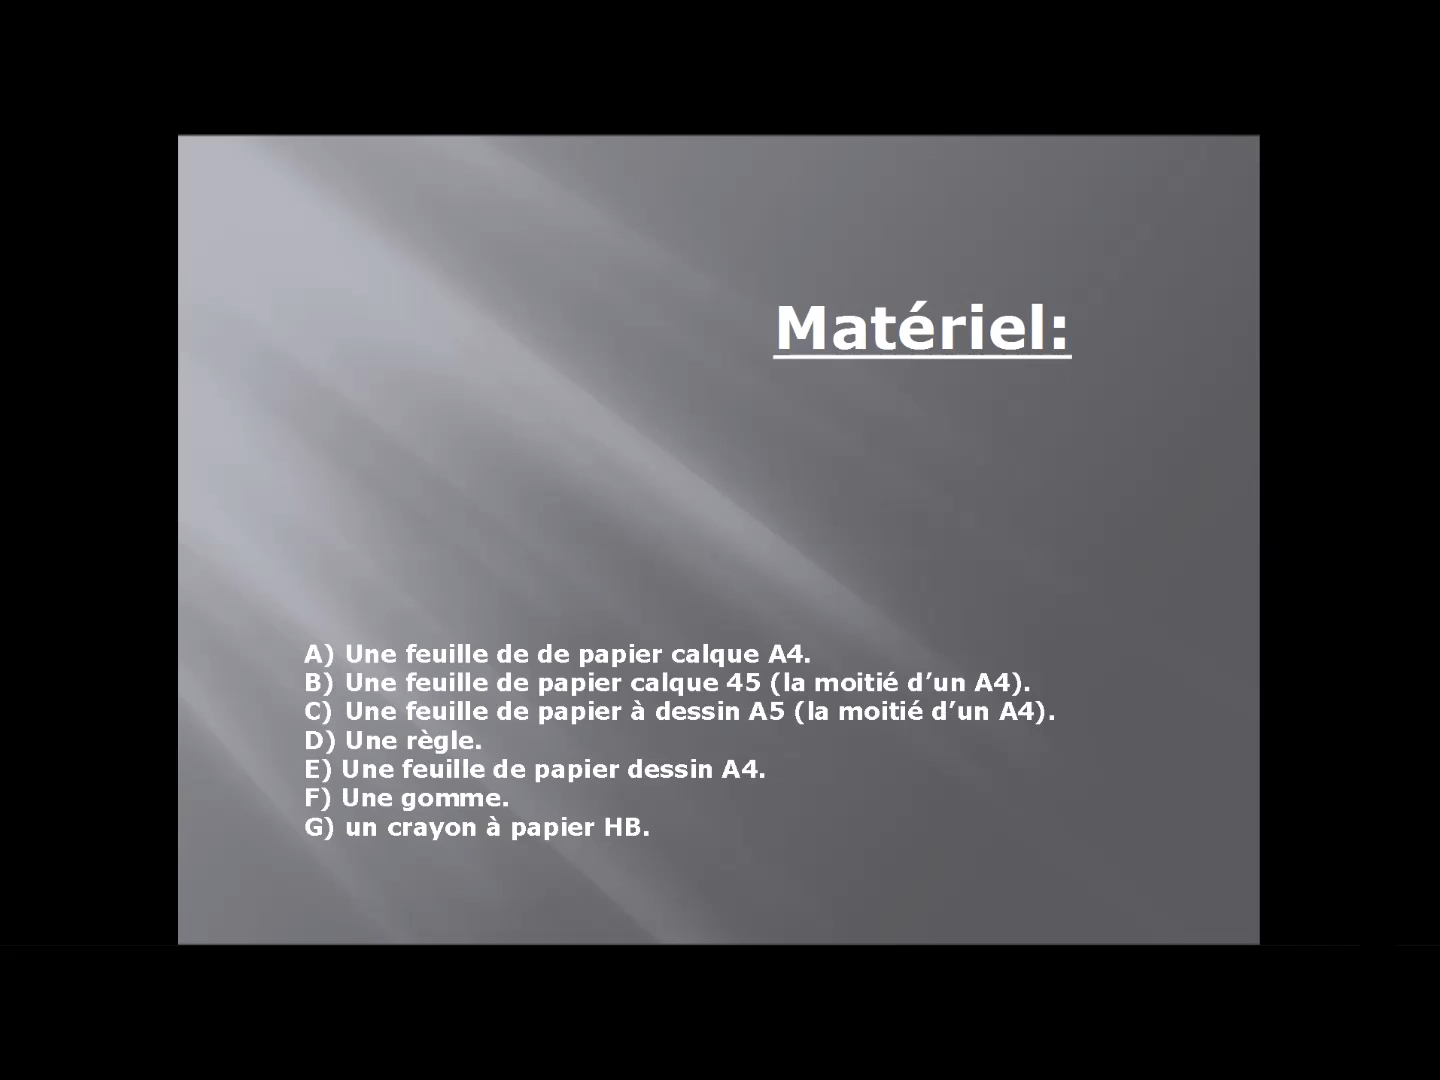 Matériel:
A) Une feuille de de papier calque A4.
B) Une feuille de papier calque 45 (la moitié d’un A4).
C) Une feuille de papier à dessin A5 (la moitié d’un A4).
D) Une règle.
E) Une feuille de papier dessin A4.
F) Une gomme.
G) un crayon à papier HB.